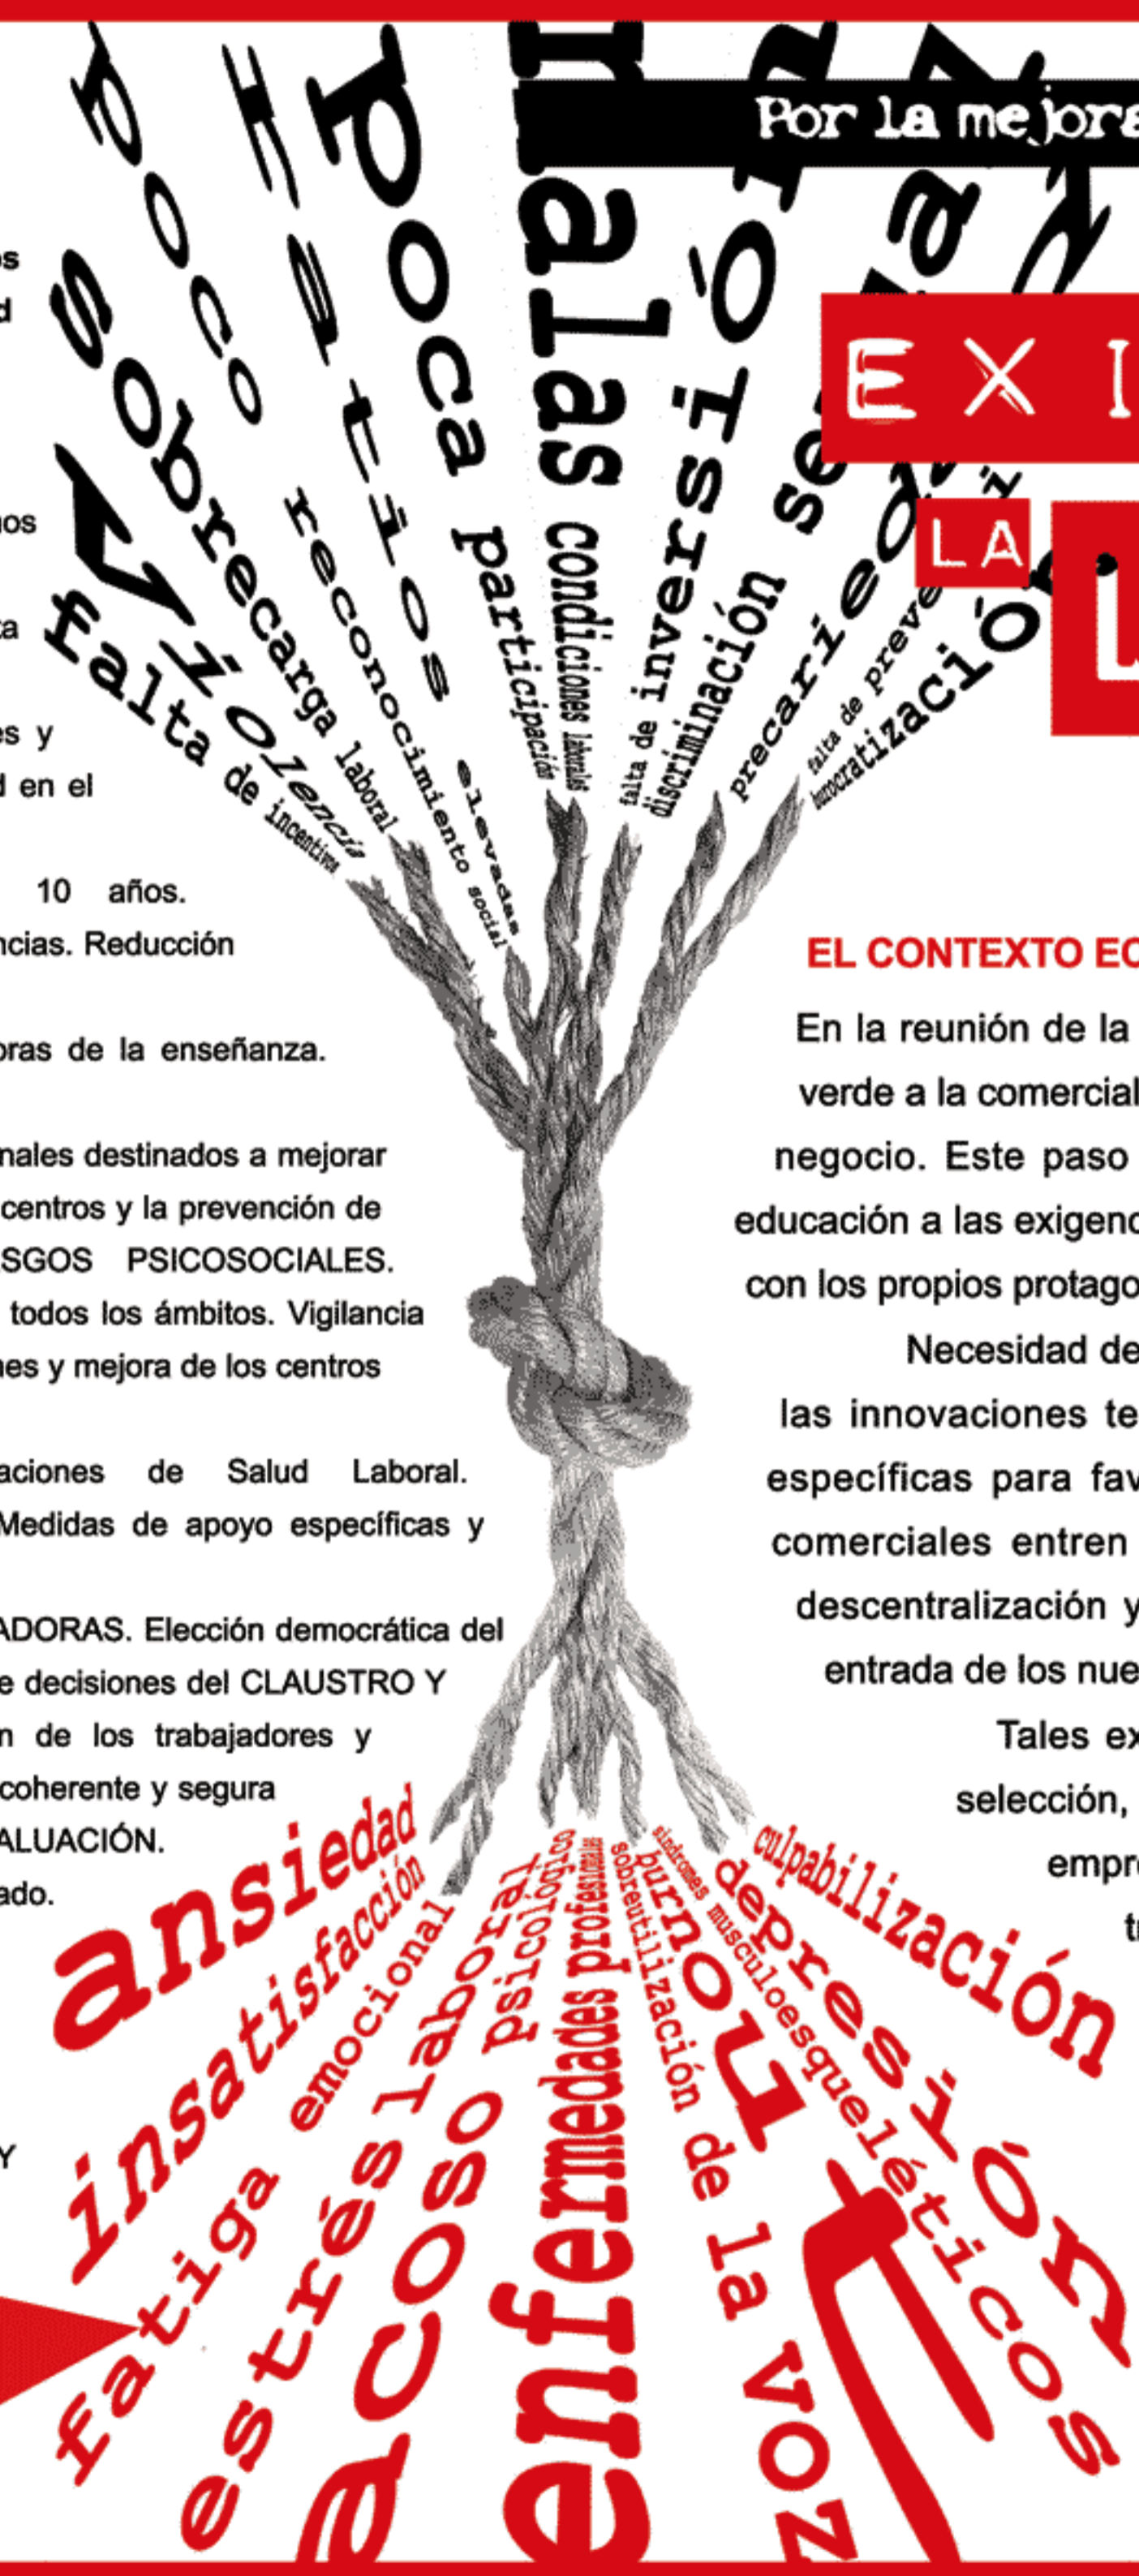 Por la mejora
EXI
LA
poco reconocimiento social
ratios elevadas
poca participación
malas condiciones laborales
falta de inversión
discriminación
precarieda
falta de preve
burocratización
sobrecarga laboral
violencia
falta de incentivos
os
d
nos
ta
es y
d en el
10 años.
ncias. Reducción
oras de la enseñanza.
nales destinados a mejorar
centros y la prevención de
SGOS PSICOSOCIALES.
todos los ámbitos. Vigilancia
nes y mejora de los centros
aciones de Salud Laboral.
Medidas de apoyo específicas y
ADORAS. Elección democrática del
e decisiones del CLAUSTRO Y
n de los trabajadores y
coherente y segura
ALUACIÓN.
ado.
Y
EL CONTEXTO EC
En la reunión de la
verde a la comercial
negocio. Este paso
educación a las exigenc
con los propios protago
Necesidad de
las innovaciones te
específicas para fav
comerciales entren
descentralización y
entrada de los nue
Tales ex
selección,
empre
tr
ansiedad
insatisfacción
fatiga emocional
estrés laboral
acoso psicológico
enfermedades profesionales
sobreutilización de la voz
burnout
síndromes musculoesqueléticos
depresión
culpabilización